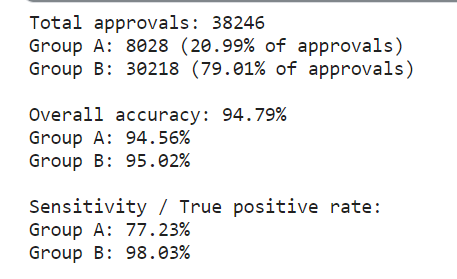 Total approvals: 38246
Group A: 8028 (20.99% of approvals)
Group B: 30218 (79.01% of approvals)
Overall accuracy: 94.79%
Group A: 94.56%
Group B: 95.02%
Sensitivity / True positive rate:
Group A: 77.23%
Group B: 98.03%